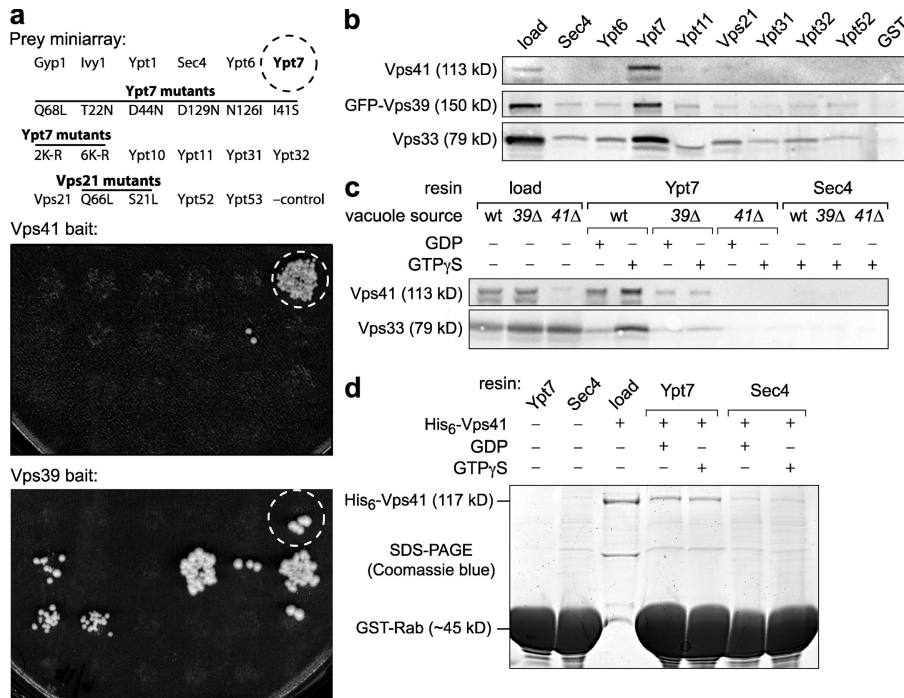 a
Prey miniarray:
Gyp1 Ivy1 Ypt1 Sec4 Ypt6 Ypt7
Ypt7 mutants
Q68L T22N D44N D129N N126I I41S
Ypt7 mutants
2K-R 6K-R Ypt10 Ypt11 Ypt31 Ypt32
Vps21 mutants
Vps21 Q66L S21L Ypt52 Ypt53 –control
Vps41 bait:
Vps39 bait:
b
load Sec4 Ypt6 Ypt7 Ypt11 Vps21 Ypt31 Ypt32 Ypt52 GST
Vps41 (113 kD)
GFP-Vps39 (150 kD)
Vps33 (79 kD)
c
resin load Ypt7 Sec4
vacuole source wt 39Δ 41Δ wt 39Δ 41Δ wt 39Δ 41Δ
GDP – – – + – + – + – – – –
GTPγS – – – – + – + – + + + +
Vps41 (113 kD)
Vps33 (79 kD)
d
resin: Ypt7 Sec4 load Ypt7 Sec4
His6-Vps41 – – + + + + +
GDP – – – + – + –
GTPγS – – – – + – +
His6-Vps41 (117 kD)
SDS-PAGE
(Coomassie blue)
GST-Rab (~45 kD)